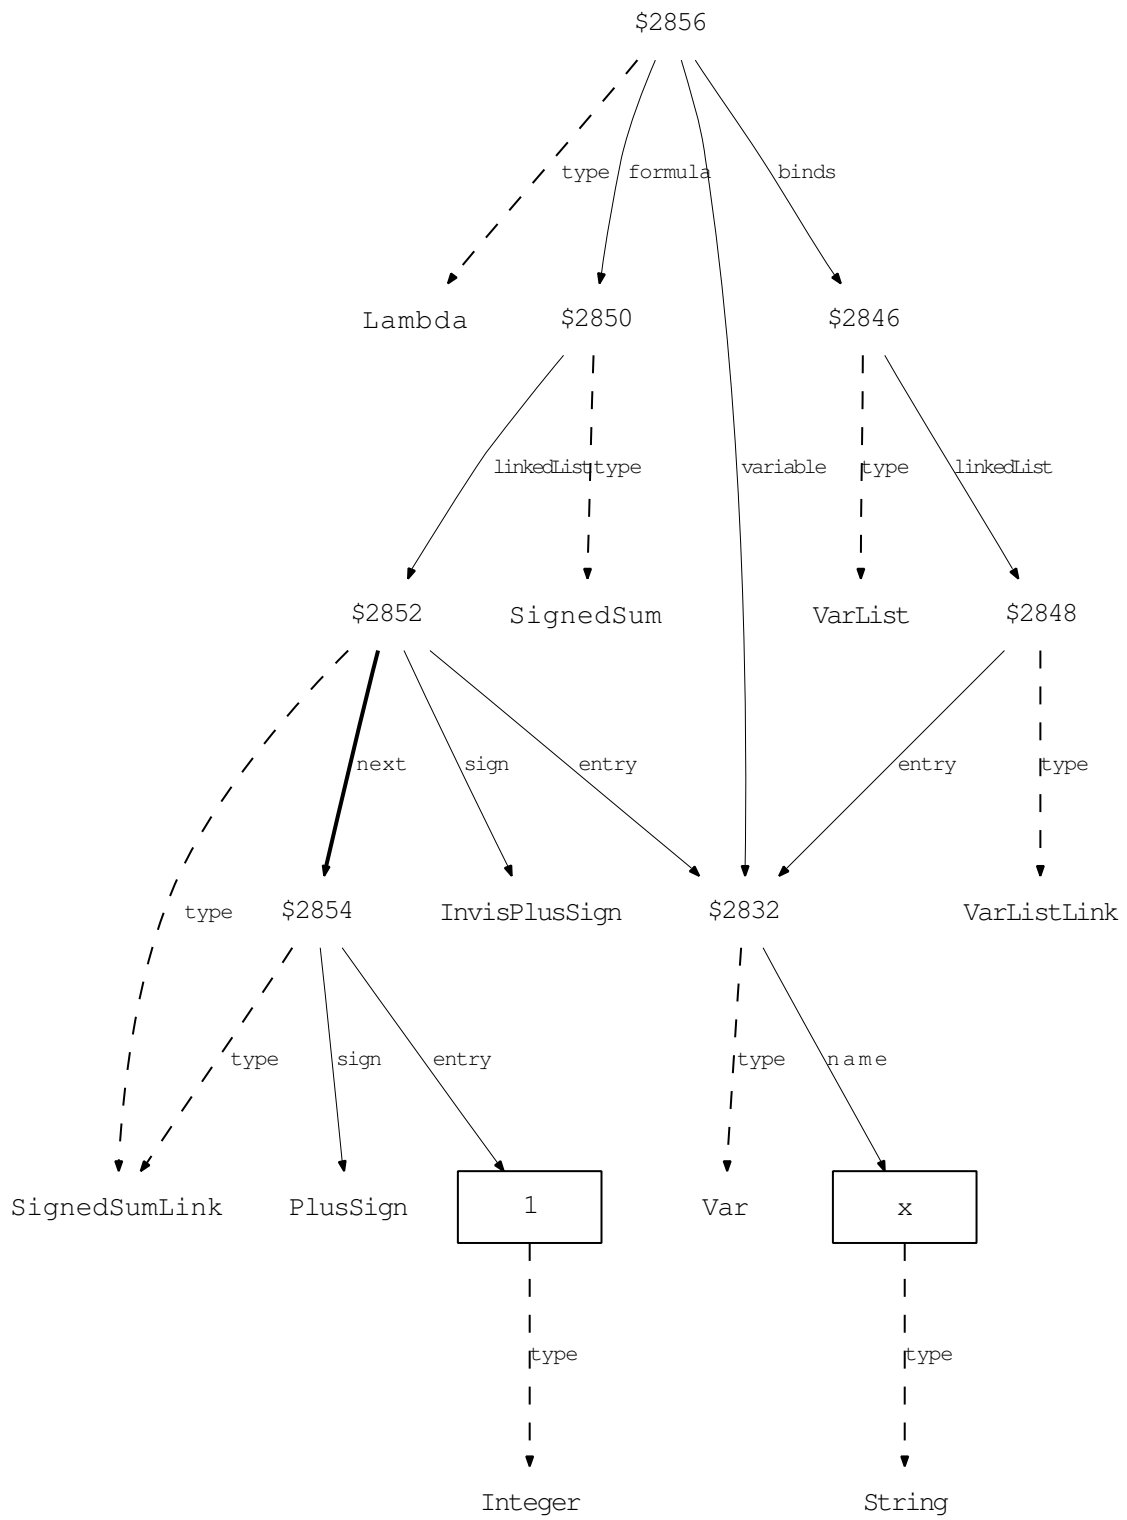 $2856
type formula binds
Lambda $2850 $2846
linkedList type variable type linkedList
$2852 SignedSum VarList $2848
next sign entry entry type
type $2854 InvisPlusSign $2832 VarListLink
type sign entry type name
SignedSumLink PlusSign 1 Var x
type type
Integer String